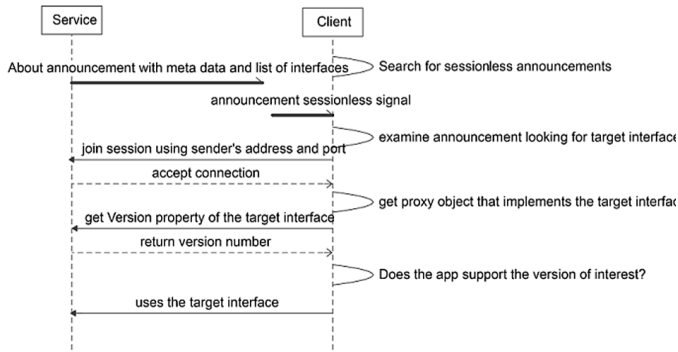 Service
Client
Search for sessionless announcements
About announcement with meta data and list of interfaces
announcement sessionless signal
examine announcement looking for target interface
join session using sender's address and port
accept connection
get proxy object that implements the target interfac
get Version property of the target interface
return version number
Does the app support the version of interest?
uses the target interface